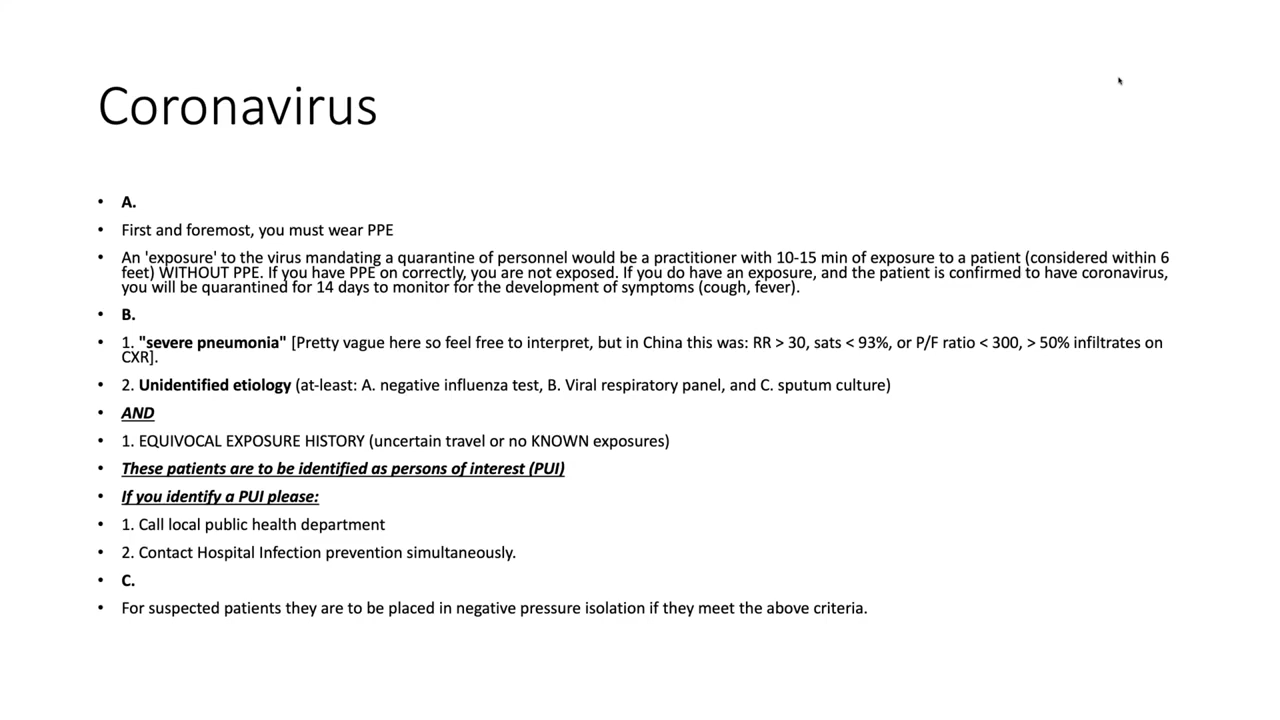 Coronavirus
• A.
• First and foremost, you must wear PPE
• An 'exposure' to the virus mandating a quarantine of personnel would be a practitioner with 10-15 min of exposure to a patient (considered within 6
feet) WITHOUT PPE. If you have PPE on correctly, you are not exposed. If you do have an exposure, and the patient is confirmed to have coronavirus,
you will be quarantined for 14 days to monitor for the development of symptoms (cough, fever).
• B.
• 1. "severe pneumonia" [Pretty vague here so feel free to interpret, but in China this was: RR > 30, sats < 93%, or P/F ratio < 300, > 50% infiltrates on
CXR].
• 2. Unidentified etiology (at-least: A. negative influenza test, B. Viral respiratory panel, and C. sputum culture)
• AND
• 1. EQUIVOCAL EXPOSURE HISTORY (uncertain travel or no KNOWN exposures)
• These patients are to be identified as persons of interest (PUI)
• If you identify a PUI please:
• 1. Call local public health department
• 2. Contact Hospital Infection prevention simultaneously.
• C.
• For suspected patients they are to be placed in negative pressure isolation if they meet the above criteria.